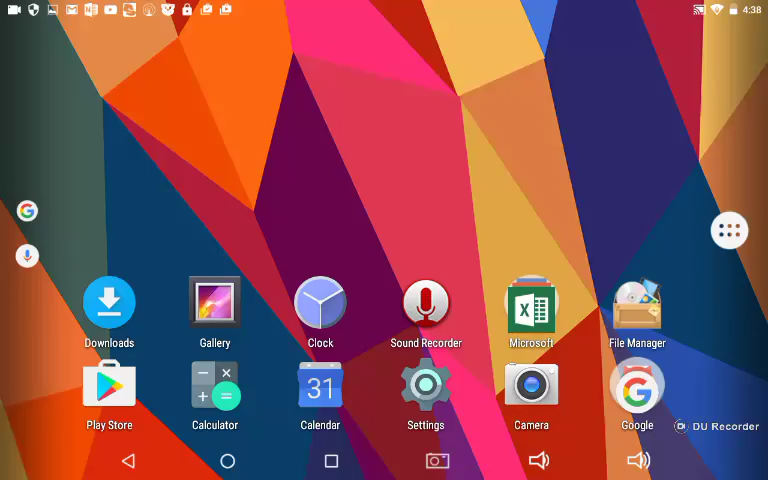 4:38
Downloads
Gallery
Clock
Sound Recorder
Microsoft
File Manager
31
Play Store
Calculator
Calendar
Settings
Camera
Google
DU Recorder